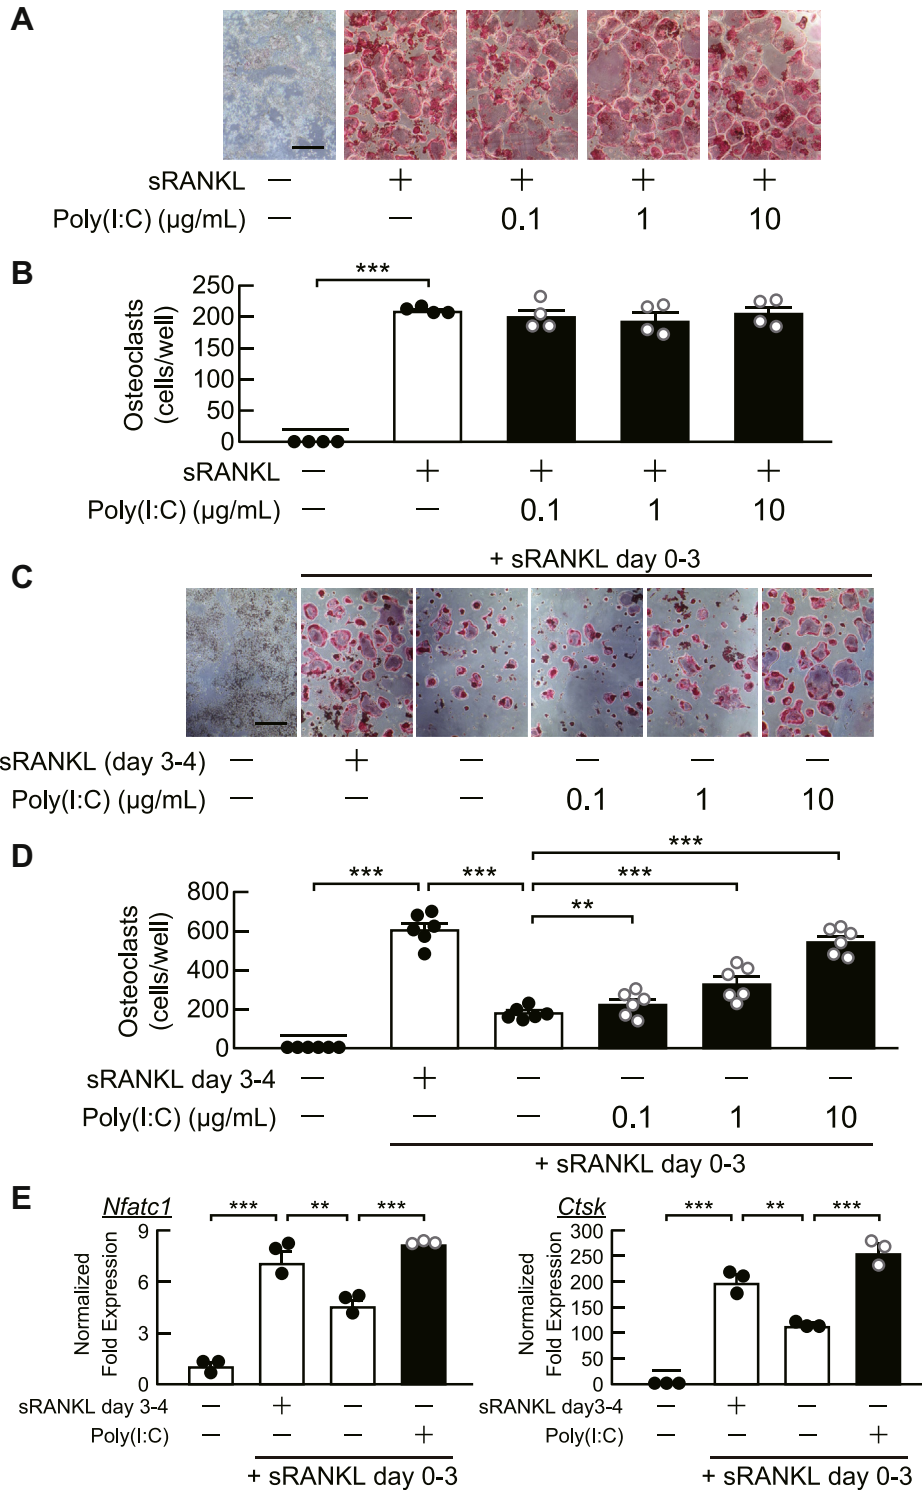 A
sRANKL — + + + +
Poly(I:C) (µg/mL) — — 0.1 1 10
B
***
Osteoclasts
(cells/well)
250
200
150
100
50
0
sRANKL — + + + +
Poly(I:C) (µg/mL) — — 0.1 1 10
+ sRANKL day 0-3
C
sRANKL (day 3-4) — + — — — —
Poly(I:C) (µg/mL) — — — 0.1 1 10
D
***
*** *** ***
**
Osteoclasts
(cells/well)
800
600
400
200
0
sRANKL day 3-4 — + — — — —
Poly(I:C) (µg/mL) — — — 0.1 1 10
+ sRANKL day 0-3
E
Nfatc1
*** ** ***
Normalized
Fold Expression
9
6
3
0
sRANKL day 3-4 — + — —
Poly(I:C) — — — +
+ sRANKL day 0-3
Ctsk
*** ** ***
Normalized
Fold Expression
300
250
200
150
100
50
0
sRANKL day3-4 — + — —
Poly(I:C) — — — +
+ sRANKL day 0-3